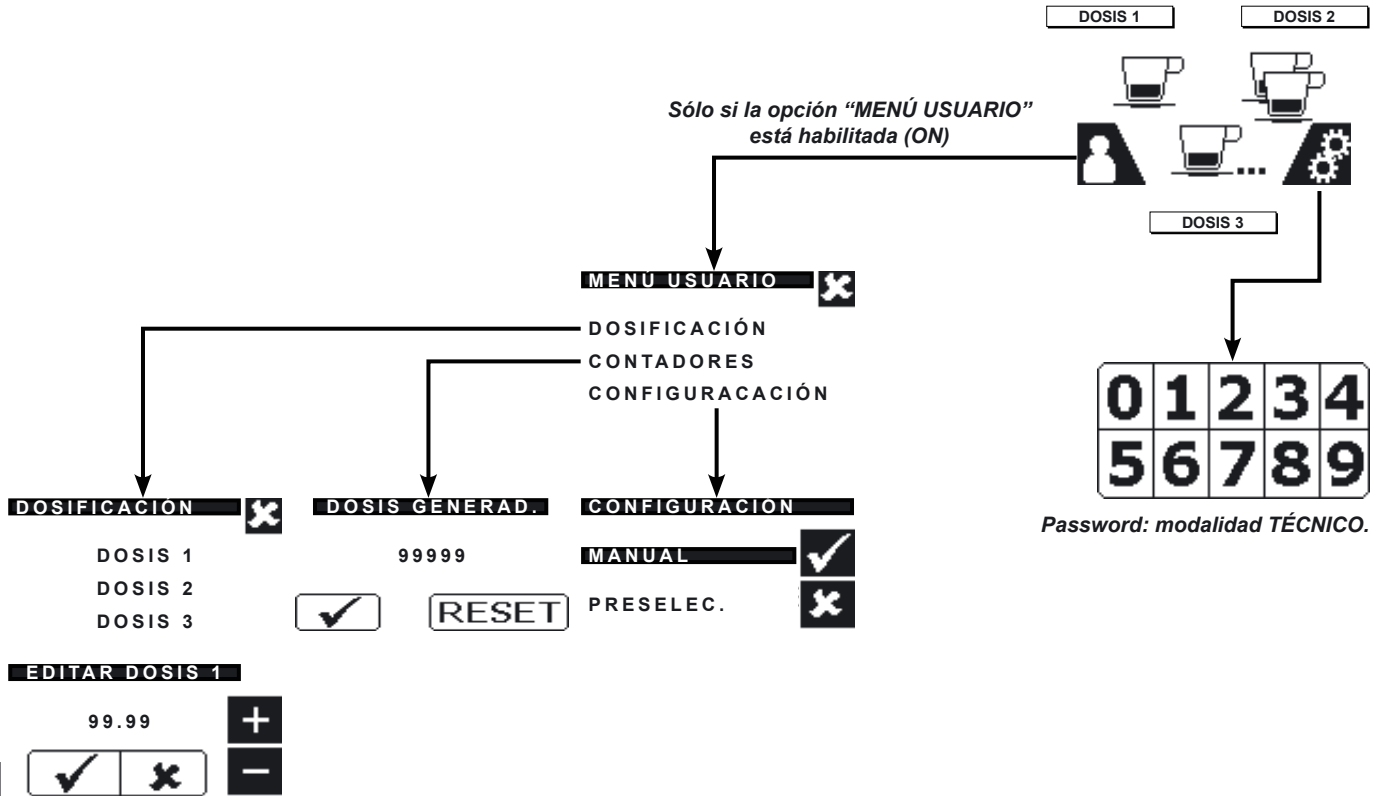 DOSIS 1
DOSIS 2
Sólo si la opción “MENÚ USUARIO”
está habilitada (ON)
DOSIS 3
MENÚ USUARIO
DOSIFICACIÓN
CONTADORES
CONFIGURACACIÓN
0 1 2 3 4
5 6 7 8 9
Password: modalidad TÉCNICO.
DOSIFICACIÓN
DOSIS 1
DOSIS 2
DOSIS 3
DOSIS GENERAD.
99999
RESET
CONFIGURACIÓN
MANUAL
PRESELEC.
EDITAR DOSIS 1
99.99
+
-